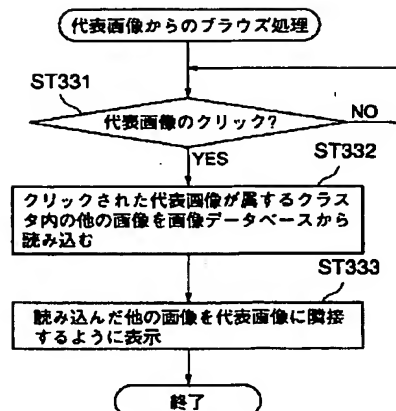 代表画像からのブラウズ処理
ST331
代表画像のクリック?
NO
YES
ST332
クリックされた代表画像が属するクラス
タ内の他の画像を画像データベースから
読み込む
ST333
読み込んだ他の画像を代表画像に隣接
するように表示
終了